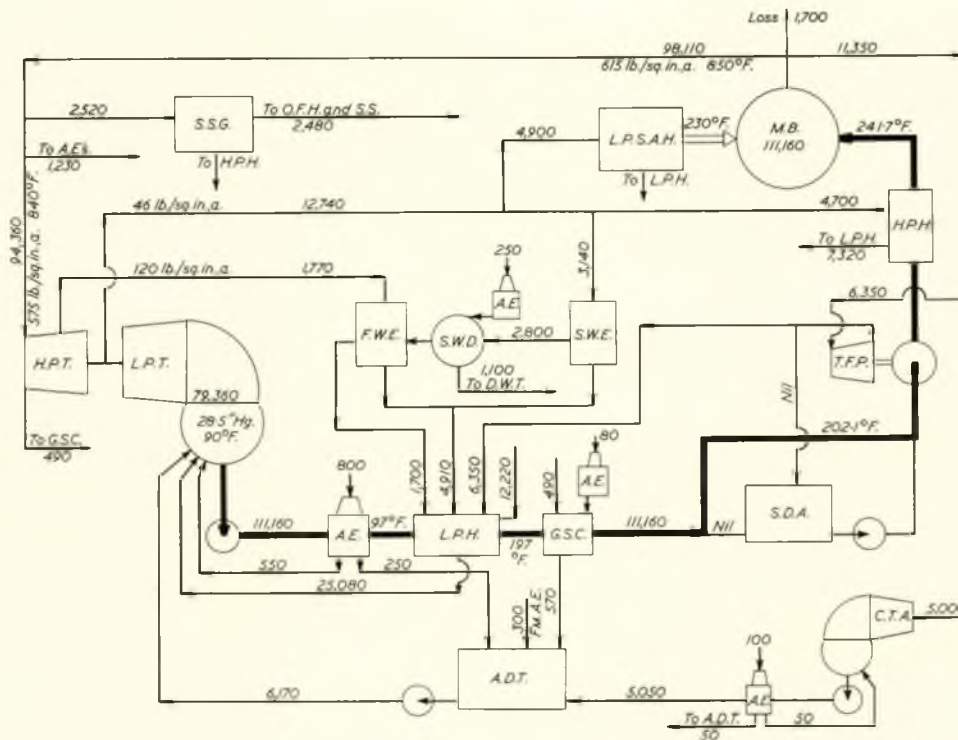 Loss 1,700
98,110 11,350
615 lb./sq.in.,a. 850°F.
2,520
S.S.G.
To O.F.H. and S.S.
2,480
To H.P.H.
To A.E's.
1,230
4,900
L.P.S.A.H.
230°F.
To L.P.H.
M.B.
111,160
241·7°F.
94,360
575 lb./sq.in.,a. 840°F.
46 lb./sq.in.,a. 12,740
4,700
H.P.H.
To L.P.H.
7,320
120 lb./sq.in.,a. 1,770
3,140
250
A.E.
F.W.E.
S.W.D.
2,800
S.W.E.
1,100
To D.W.T.
6,350
T.F.P.
H.P.T.
L.P.T.
79,360
28·5"Hg.
90°F.
To G.S.C.
490
Nil
202·1°F.
800
1,700
4,910
6,350
12,220
490
80
A.E.
111,160
A.E.
97°F.
L.P.H.
197
°F.
G.S.C.
111,160
Nil
S.D.A.
550
250
25,080
300
Fm. A.E.
570
A.D.T.
6,170
5,050
100
A.E.
C.T.A.
5,000
To A.D.T.
50
50